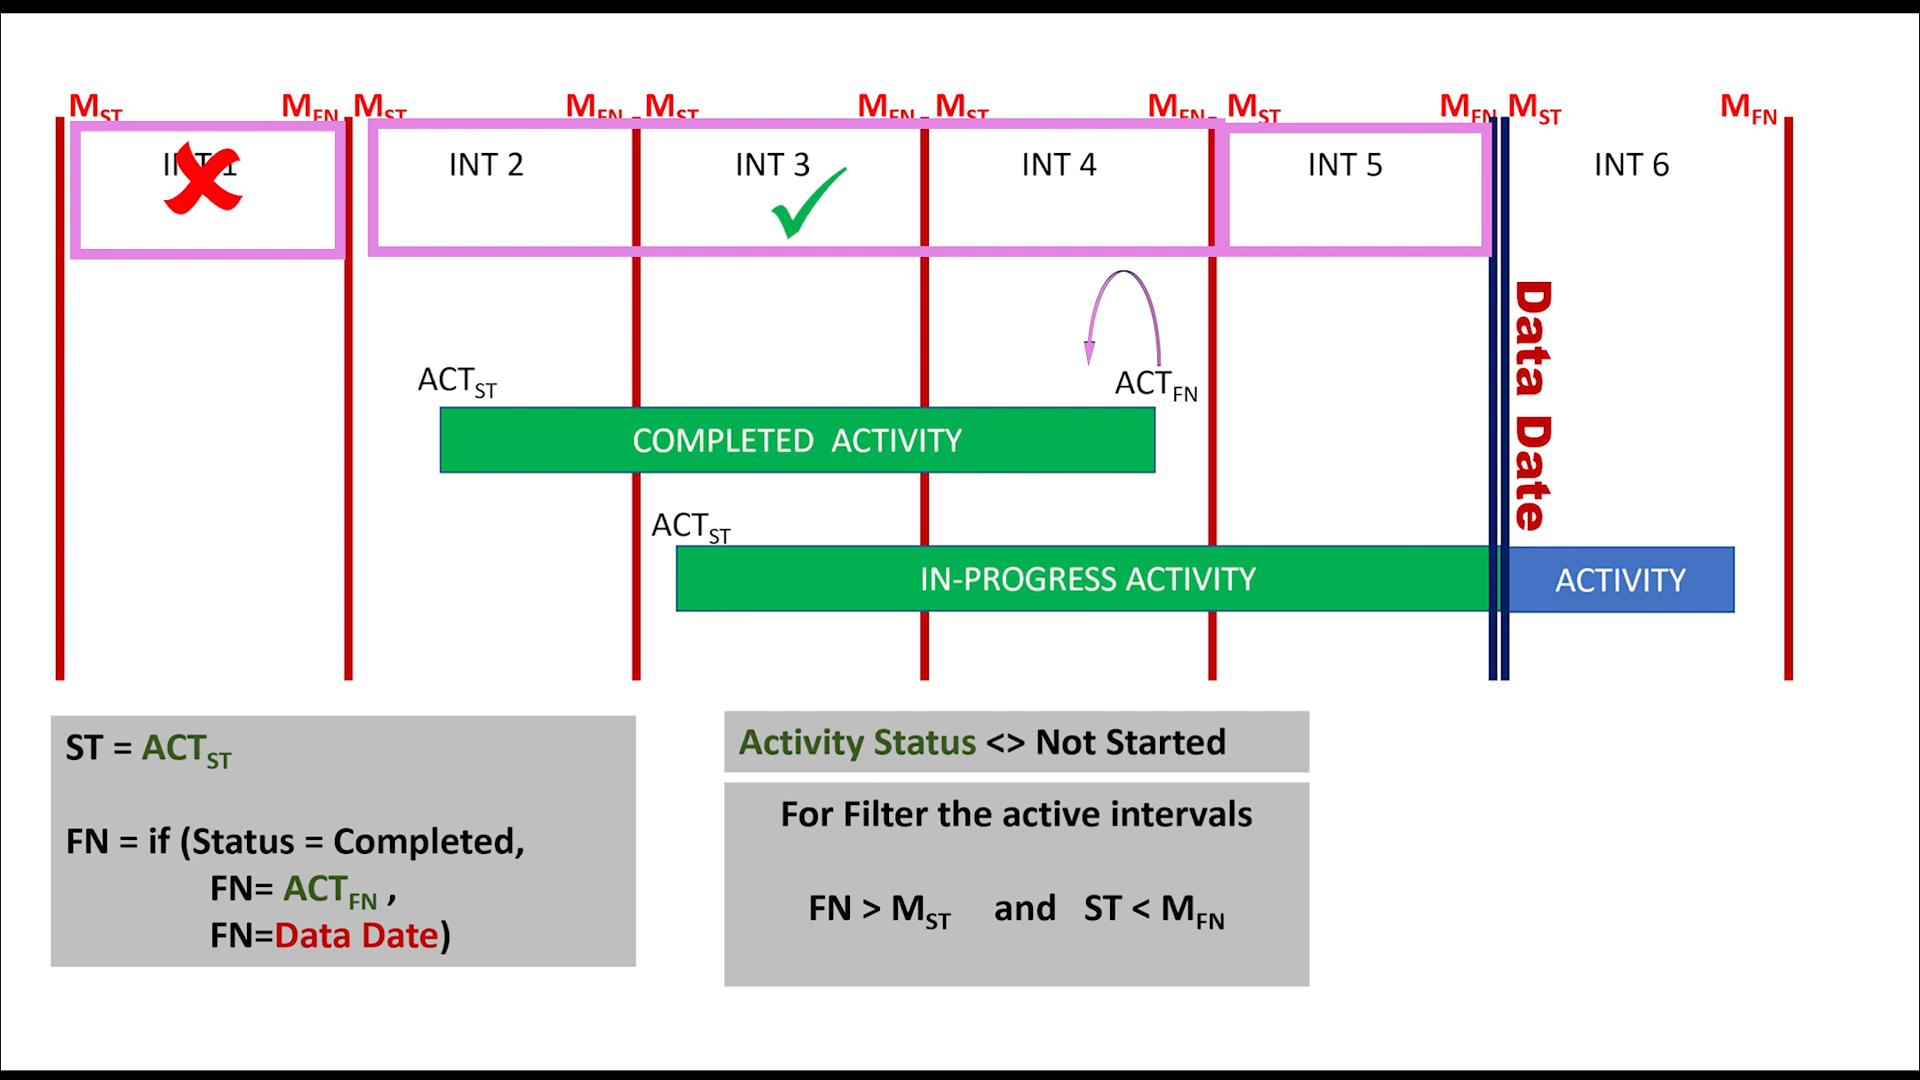 MST MFN MST MFN MST MFN MST MFN MST MFN MST MFN
INT 1 INT 2 INT 3 INT 4 INT 5 INT 6
Data Date
ACTST ACTFN
COMPLETED ACTIVITY
ACTST
IN-PROGRESS ACTIVITY ACTIVITY
ST = ACTST
FN = if (Status = Completed,
FN= ACTFN ,
FN=Data Date)
Activity Status <> Not Started
For Filter the active intervals
FN > MST and ST < MFN